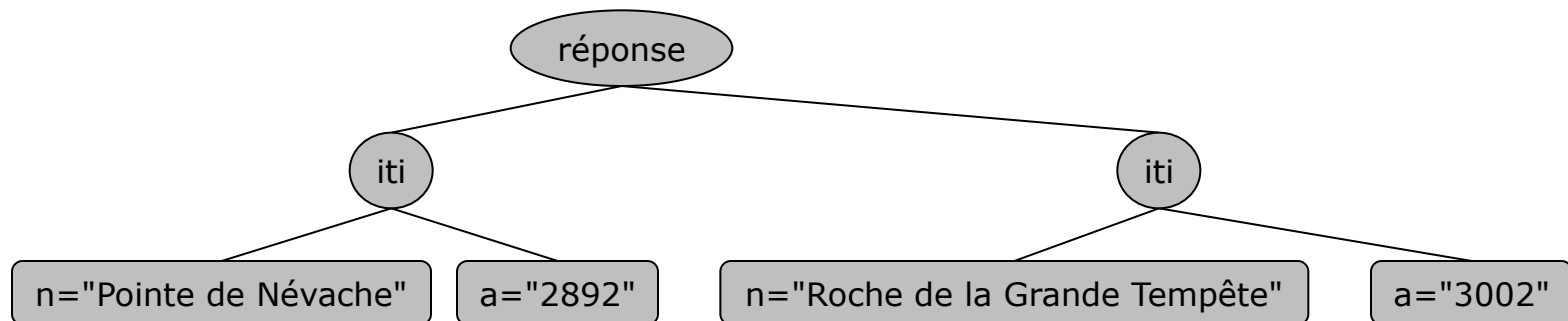 réponse
iti iti
n="Pointe de Névache" a="2892" n="Roche de la Grande Tempête" a="3002"